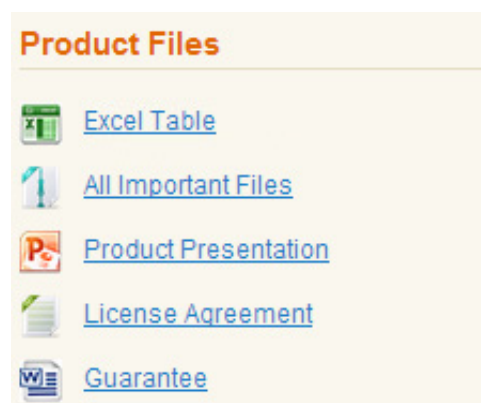 Product Files
Excel Table
All Important Files
Product Presentation
License Agreement
Guarantee